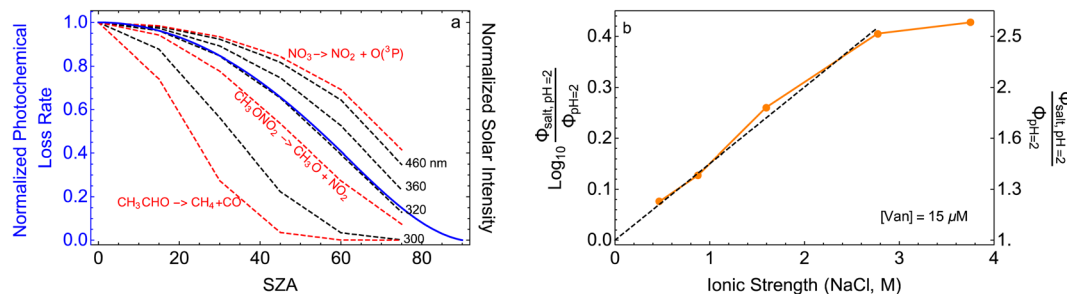 a
Normalized Photochemical
Loss Rate
1.0
0.8
0.6
0.4
0.2
0.0
0
20
40
60
80
SZA
Normalized Solar Intensity
NO₃-> NO₂ + O(³P)
CH₃ONO₂ -> CH₃O + NO₂
CH₃CHO -> CH₄+CO
460 nm
360
320
300
b
Log₁₀ Φsalt, pH=2 / ΦpH=2
0.4
0.3
0.2
0.1
0.0
0
1
2
3
4
Ionic Strength (NaCl, M)
[Van] = 15 μM
2.5
2
1.6
1.3
1
Φsalt, pH=2 / ΦpH=2